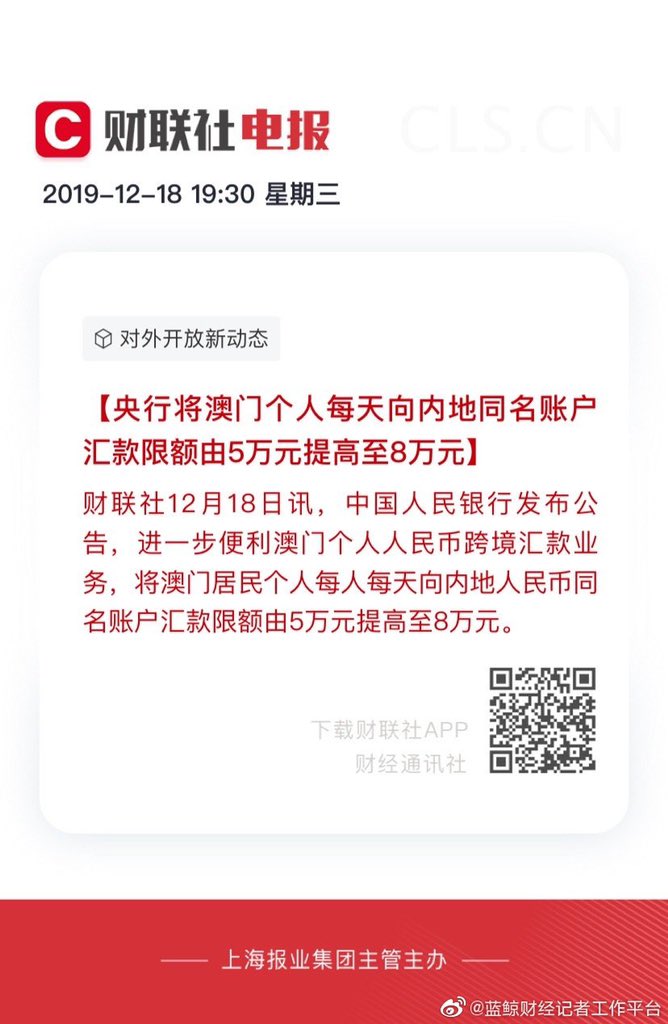 C 财联社电报
CLS.CN
2019-12-18 19:30 星期三
对外开放新动态
【央行将澳门个人每天向内地同名账户
汇款限额由5万元提高至8万元】
财联社12月18日讯，中国人民银行发布公
告，进一步便利澳门个人人民币跨境汇款业
务，将澳门居民个人每人每天向内地人民币同
名账户汇款限额由5万元提高至8万元。
下载财联社APP
财经通讯社
上海报业集团主管主办
@蓝鲸财经记者工作平台